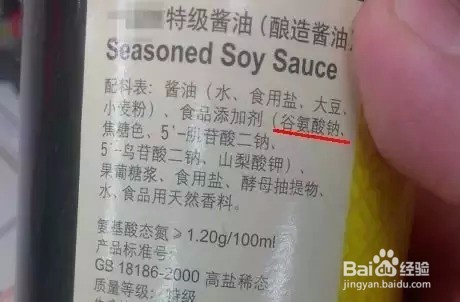 特级酱油（酿造酱油）
Seasoned Soy Sauce
配料表：酱油（水、食用盐、大豆、
小麦粉）、食品添加剂（谷氨酸钠、
焦糖色、5'-肌苷酸二钠、
5'-鸟苷酸二钠、山梨酸钾）、
果葡糖浆、食用盐、酵母抽提物、
水、食品用天然香料。
氨基酸态氮≥1.20g/100ml
产品标准号：
GB 18186-2000 高盐稀态
质量等级：特级
Baidu 经验
jingyan.baidu.com